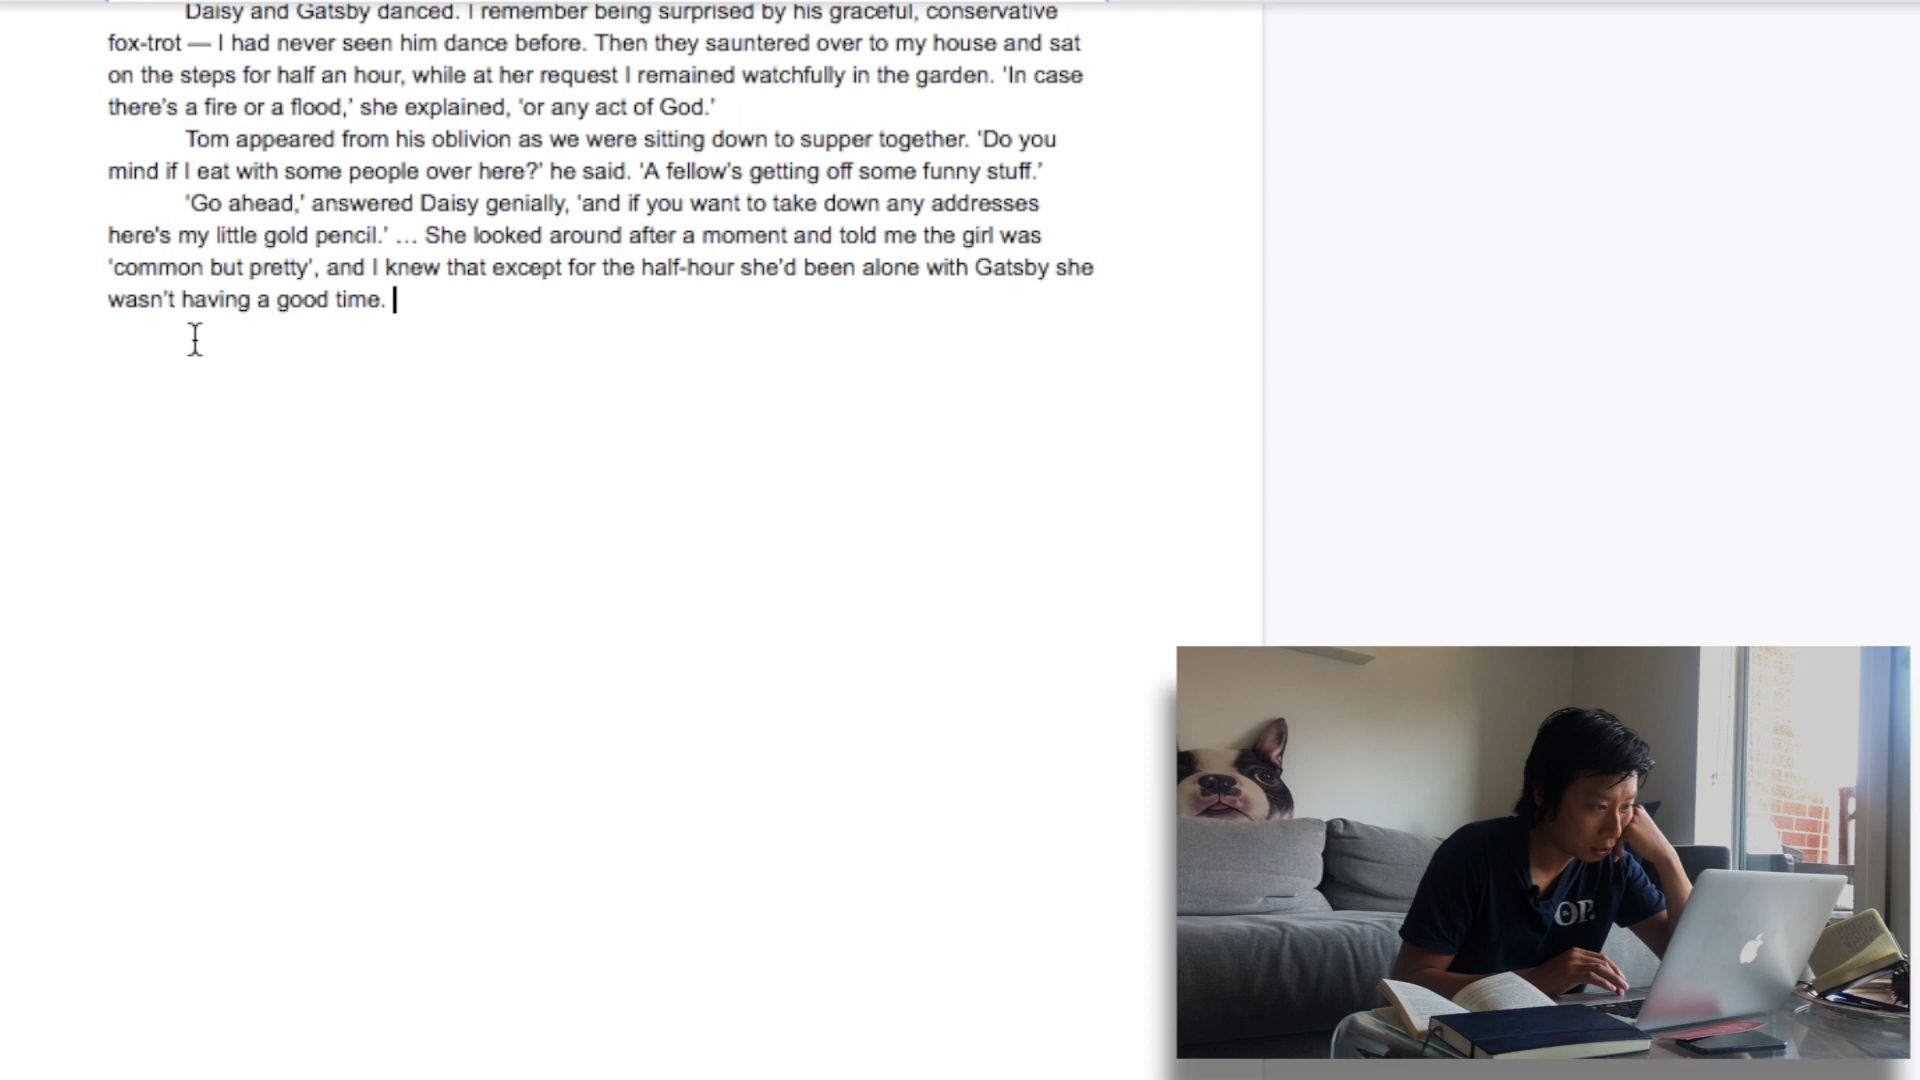 Daisy and Gatsby danced. I remember being surprised by his graceful, conservative
fox-trot — I had never seen him dance before. Then they sauntered over to my house and sat
on the steps for half an hour, while at her request I remained watchfully in the garden. 'In case
there's a fire or a flood,' she explained, 'or any act of God.'
Tom appeared from his oblivion as we were sitting down to supper together. 'Do you
mind if I eat with some people over here?' he said. 'A fellow's getting off some funny stuff.'
'Go ahead,' answered Daisy genially, 'and if you want to take down any addresses
here's my little gold pencil.' … She looked around after a moment and told me the girl was
'common but pretty', and I knew that except for the half-hour she'd been alone with Gatsby she
wasn't having a good time.
OP.